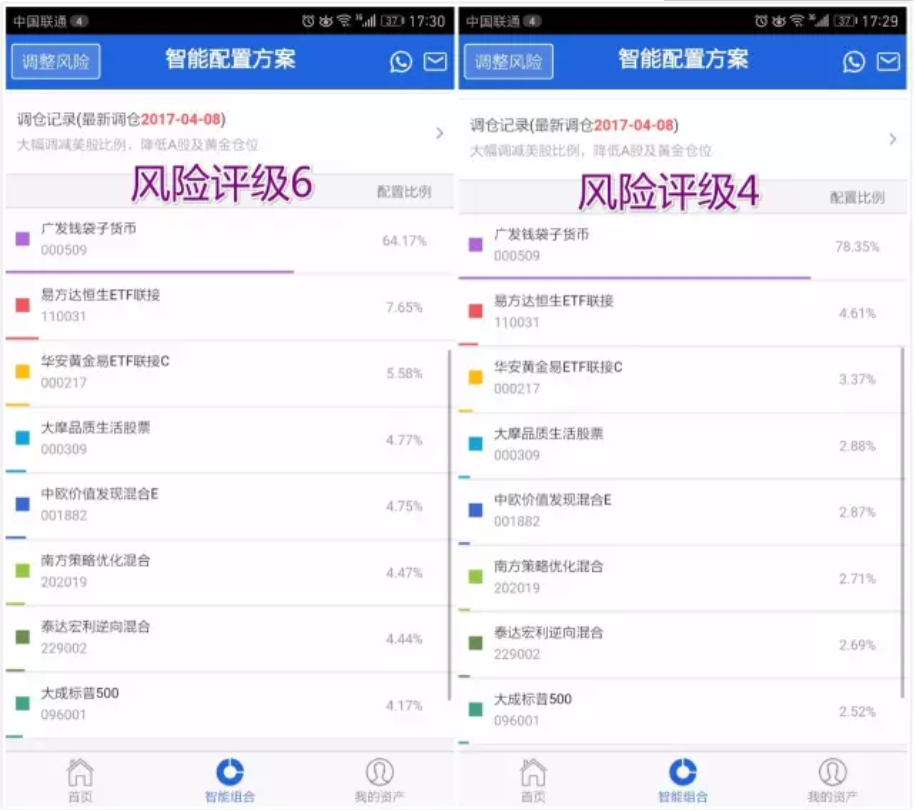 中国联通 4 37 17:30
调整风险 智能配置方案
调仓记录(最新调仓2017-04-08)
大幅调减美股比例，降低A股及黄金仓位
风险评级6
配置比例
广发钱袋子货币
000509
64.17%
易方达恒生ETF联接
110031
7.65%
华安黄金易ETF联接C
000217
5.58%
大摩品质生活股票
000309
4.77%
中欧价值发现混合E
001882
4.75%
南方策略优化混合
202019
4.47%
泰达宏利逆向混合
229002
4.44%
大成标普500
096001
4.17%
首页 智能组合 我的资产
中国联通 4 37 17:29
调整风险 智能配置方案
调仓记录(最新调仓2017-04-08)
大幅调减美股比例，降低A股及黄金仓位
风险评级4
配置比例
广发钱袋子货币
000509
78.35%
易方达恒生ETF联接
110031
4.61%
华安黄金易ETF联接C
000217
3.37%
大摩品质生活股票
000309
2.88%
中欧价值发现混合E
001882
2.87%
南方策略优化混合
202019
2.71%
泰达宏利逆向混合
229002
2.69%
大成标普500
096001
2.52%
首页 智能组合 我的资产